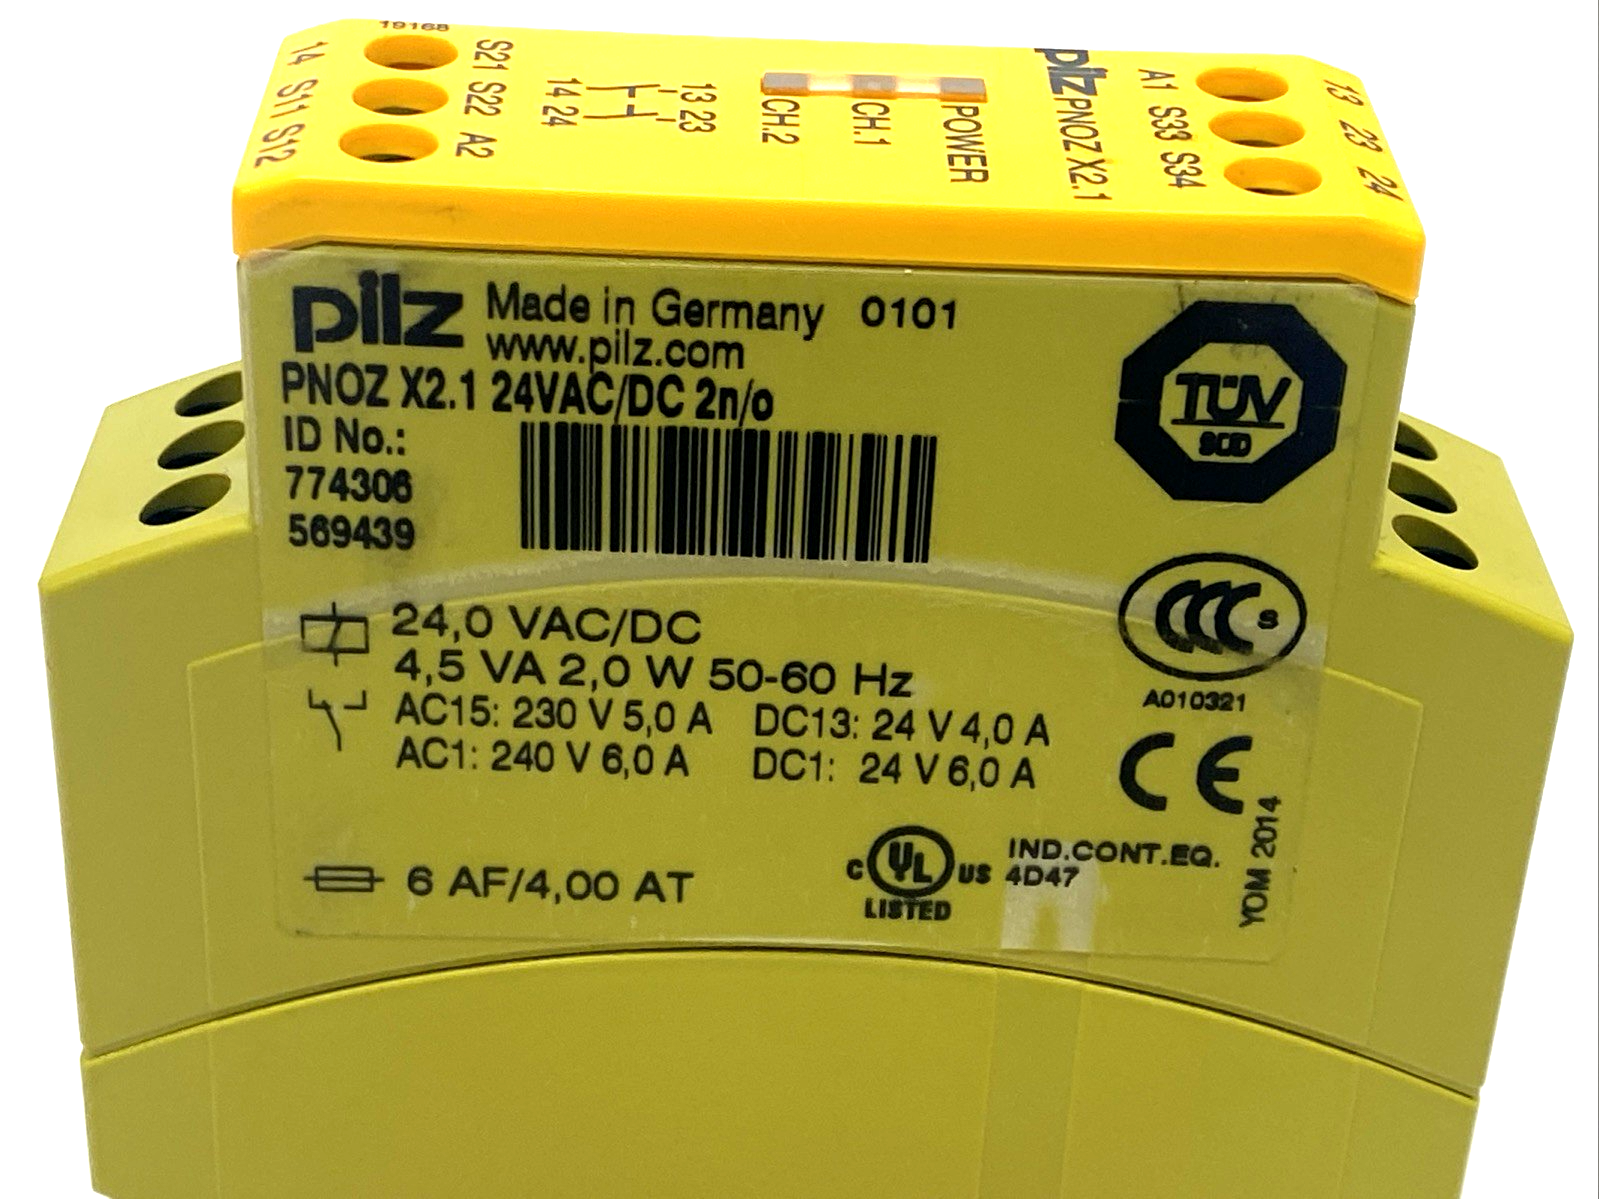 19168
14 S11 S12
S21 S22 A2
14 24
13 23
CH.2
CH.1
POWER
pilz PNOZ X2.1
A1 S33 S34
13 23 24
pilz Made in Germany 0101
www.pilz.com
PNOZ X2.1 24VAC/DC 2n/o
ID No.:
774306
569439
TÜV
SÜD
CCC S
A010321
24,0 VAC/DC
4,5 VA 2,0 W 50-60 Hz
AC15: 230 V 5,0 A DC13: 24 V 4,0 A
AC1: 240 V 6,0 A DC1: 24 V 6,0 A
CE
YOM 2014
6 AF/4,00 AT
C UL US
LISTED
IND.CONT.EQ.
4D47